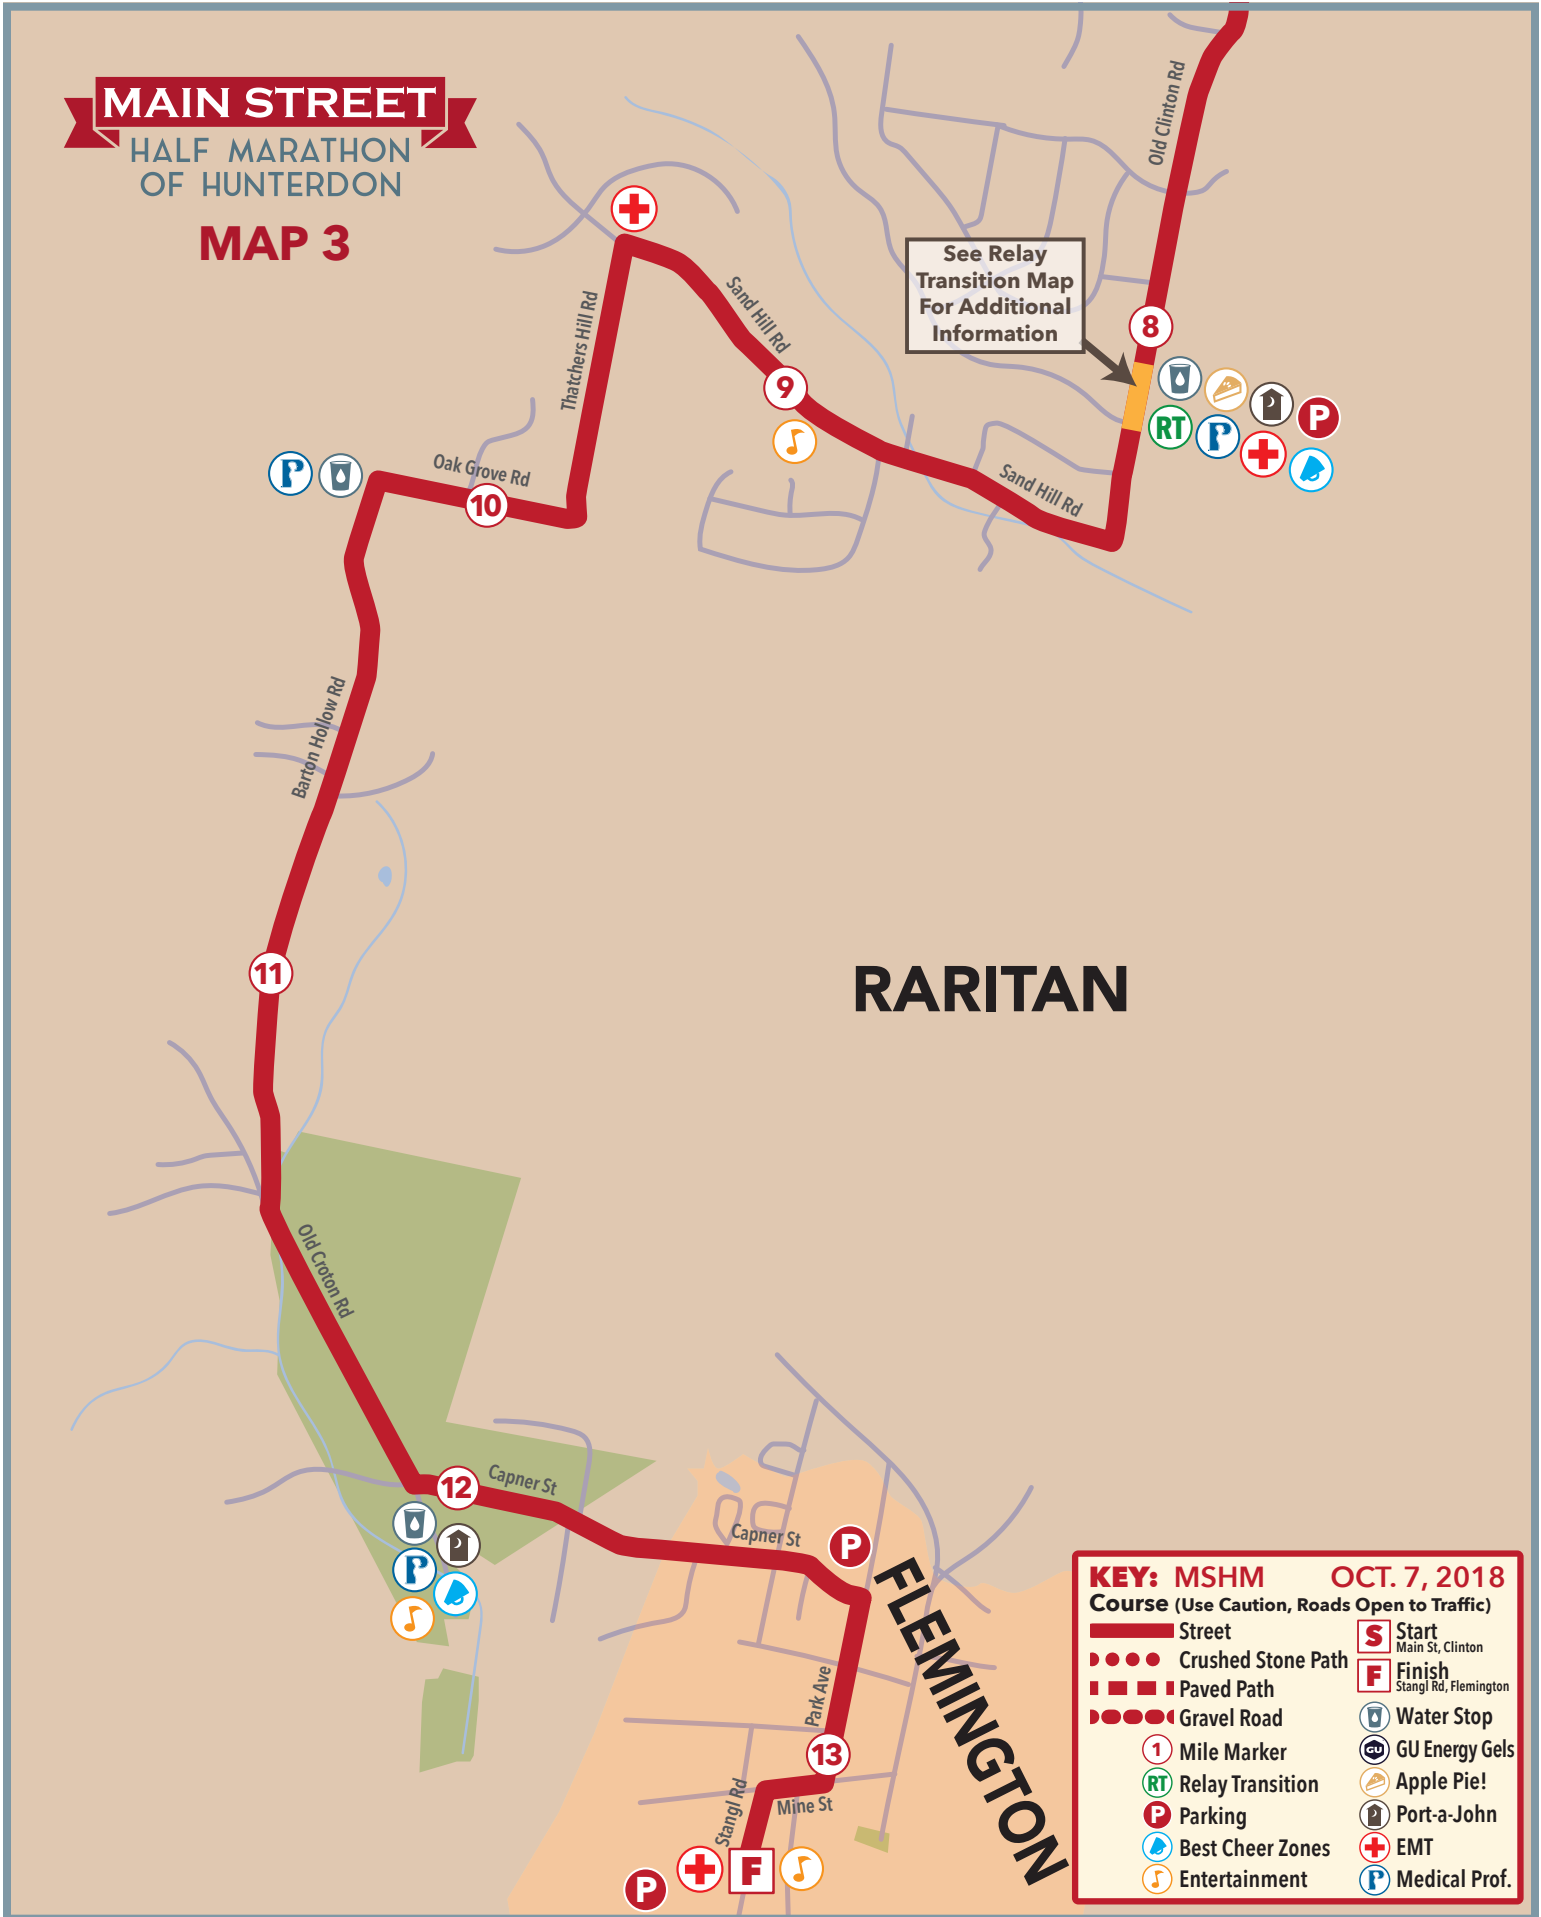 MAIN STREET
HALF MARATHON
OF HUNTERDON
MAP 3
Old Clinton Rd
See Relay
Transition Map
For Additional
Information
8
RT
P
P
Sand Hill Rd
9
Sand Hill Rd
Thatchers Hill Rd
Oak Grove Rd
10
P
Barton Hollow Rd
11
RARITAN
Old Croton Rd
12
Capner St
P
Capner St
P
FLEMINGTON
Park Ave
13
Mine St
Stangl Rd
F
P
KEY: MSHM OCT. 7, 2018
Course (Use Caution, Roads Open to Traffic)
Street
Crushed Stone Path
Paved Path
Gravel Road
1 Mile Marker
RT Relay Transition
P Parking
Best Cheer Zones
Entertainment
S Start
Main St, Clinton
F Finish
Stangl Rd, Flemington
Water Stop
GU GU Energy Gels
Apple Pie!
Port-a-John
EMT
P Medical Prof.